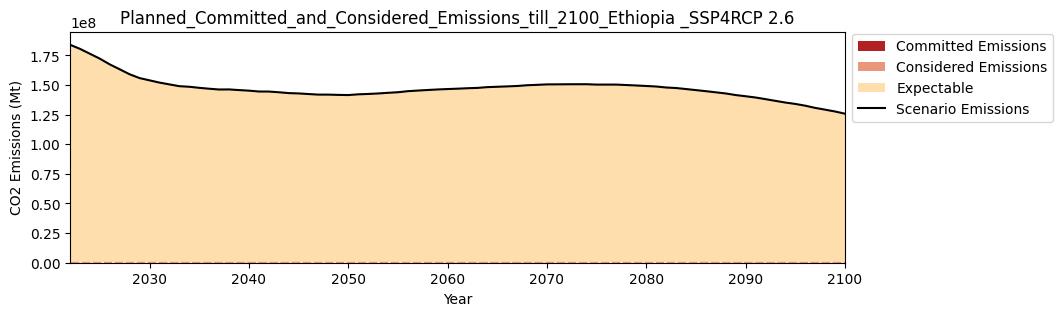 Planned_Committed_and_Considered_Emissions_till_2100_Ethiopia _SSP4RCP 2.6
1e8
1.75
1.50
1.25
1.00
0.75
0.50
0.25
0.00
CO2 Emissions (Mt)
2030 2040 2050 2060 2070 2080 2090 2100
Year
Committed Emissions
Considered Emissions
Expectable
Scenario Emissions